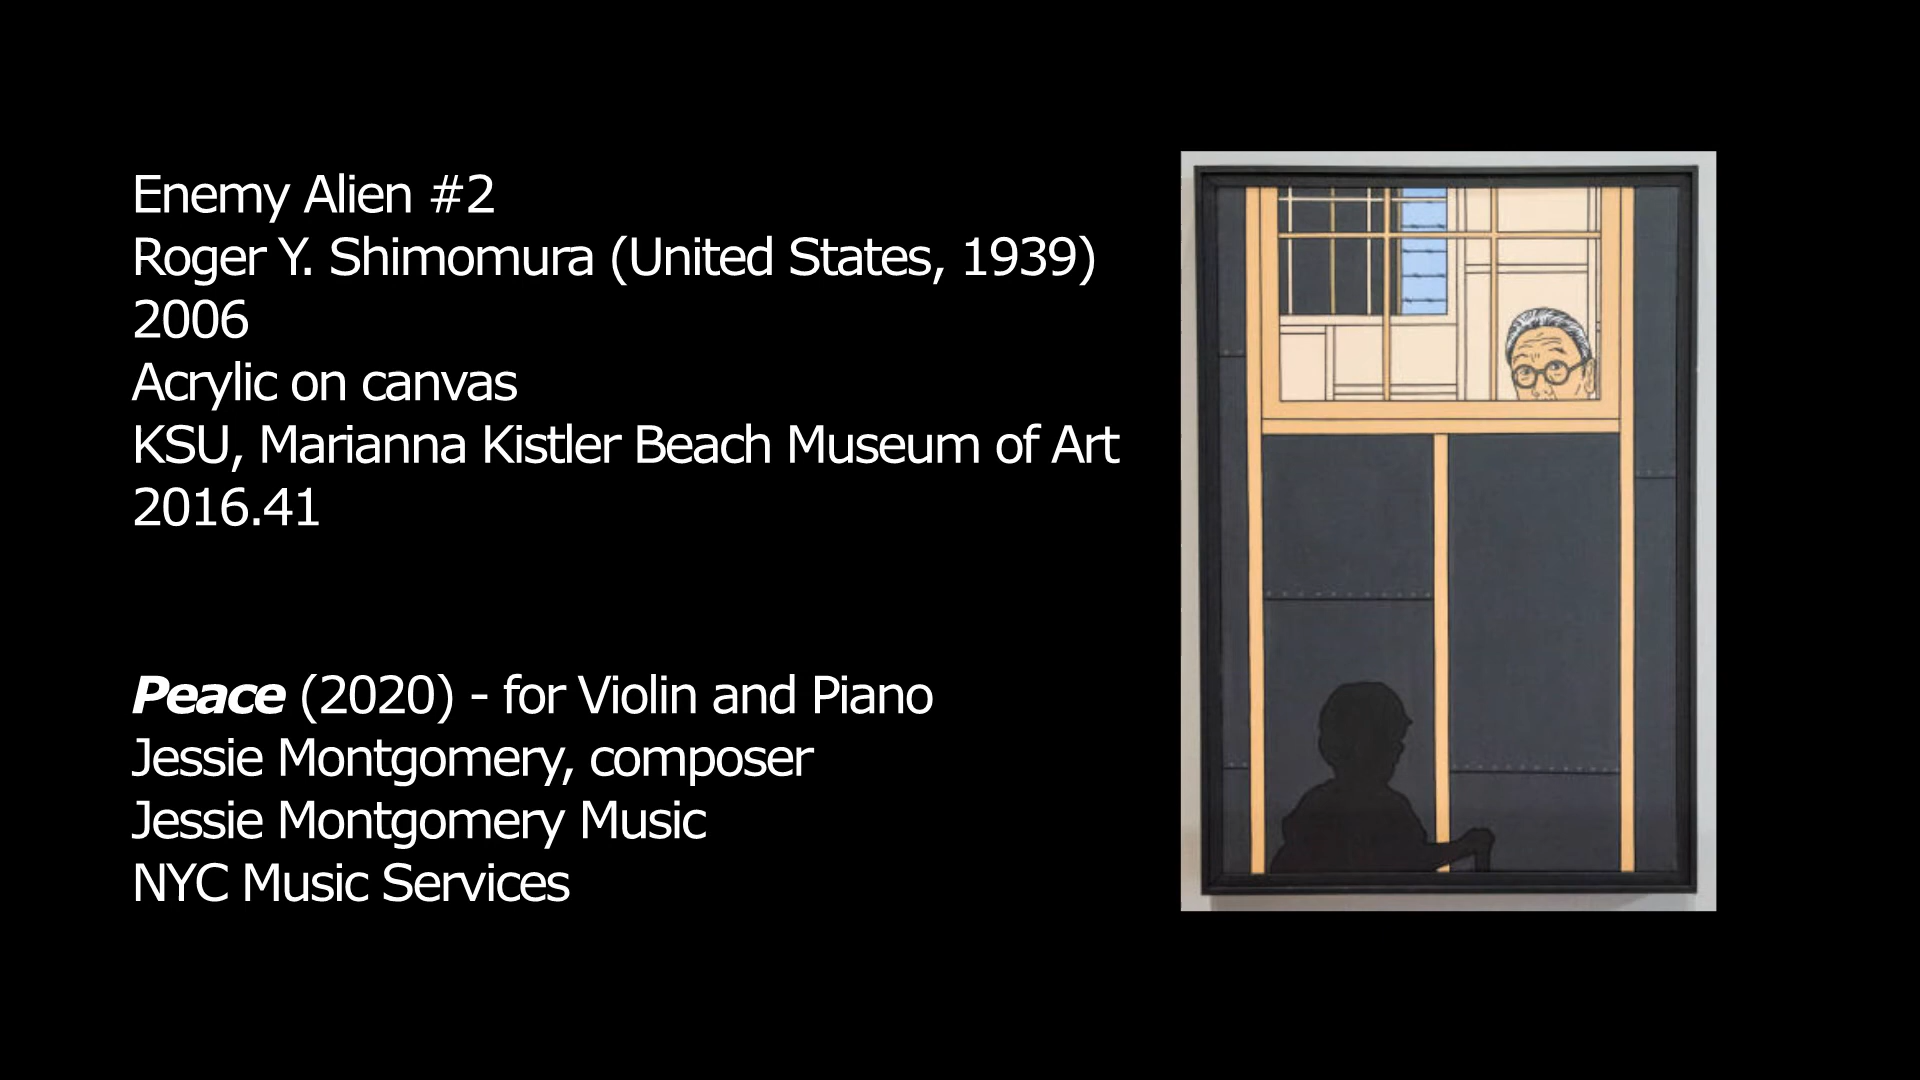 Enemy Alien #2
Roger Y. Shimomura (United States, 1939)
2006
Acrylic on canvas
KSU, Marianna Kistler Beach Museum of Art
2016.41
Peace (2020) - for Violin and Piano
Jessie Montgomery, composer
Jessie Montgomery Music
NYC Music Services